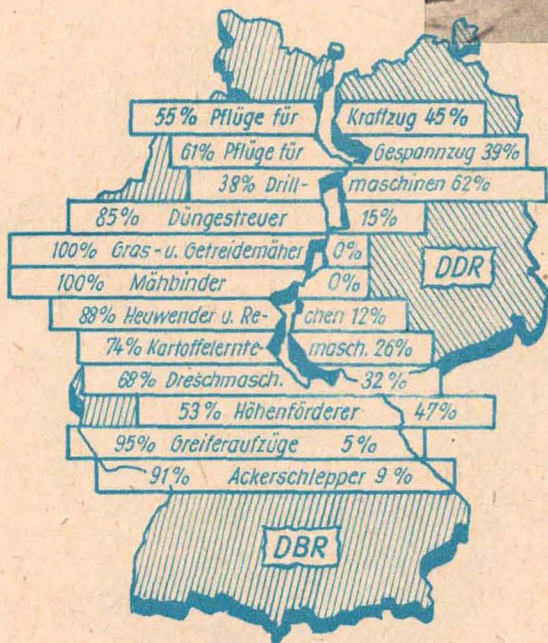 55% Pflüge für Kraftzug 45%
61% Pflüge für Gespannzug 39%
38% Drill- maschinen 62%
85% Düngestreuer 15%
100% Gras- u. Getreidemäher 0%
100% Mähbinder 0%
DDR
88% Heuwender u. Re- chen 12%
74% Kartoffelernte- masch. 26%
68% Dreschmasch. 32%
53% Höhenförderer 47%
95% Greiferaufzüge 5%
91% Ackerschlepper 9%
DBR